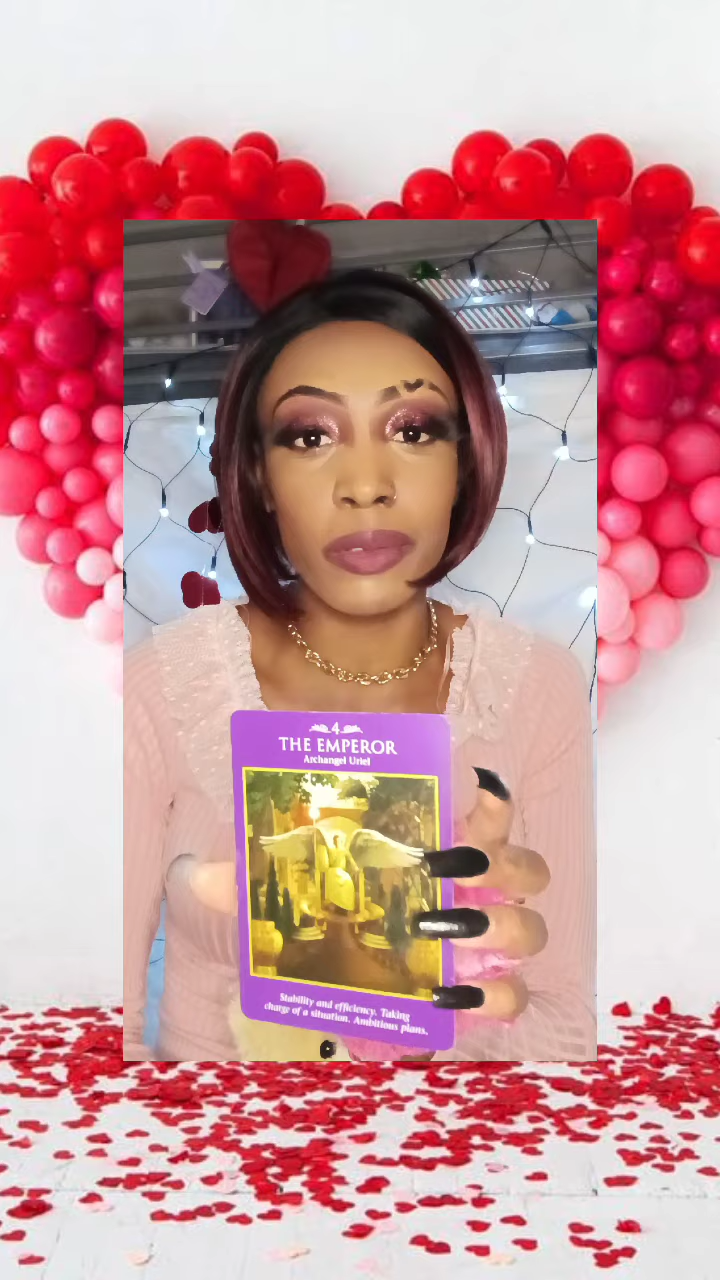 4
THE EMPEROR
Archangel Uriel
Stability and efficiency. Taking
charge of a situation. Ambitious plans.